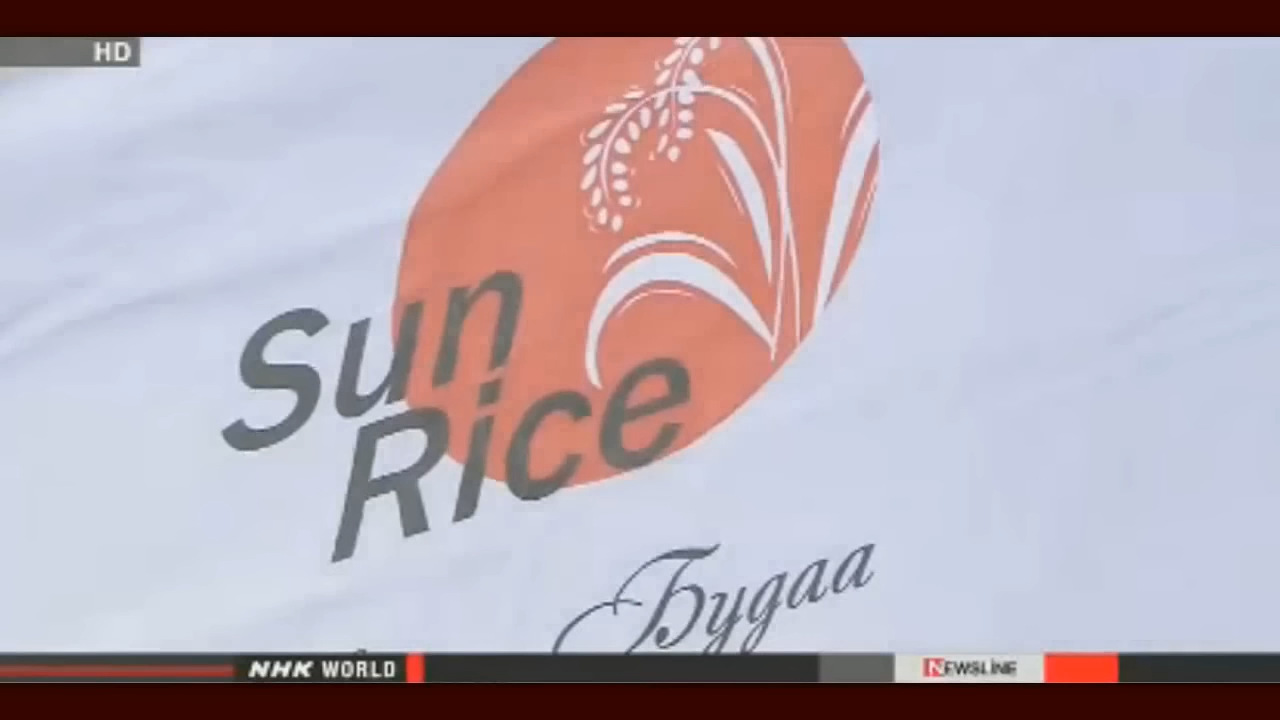 HD
Sun
Rice
Будаа
NHK WORLD
NEWSLINE